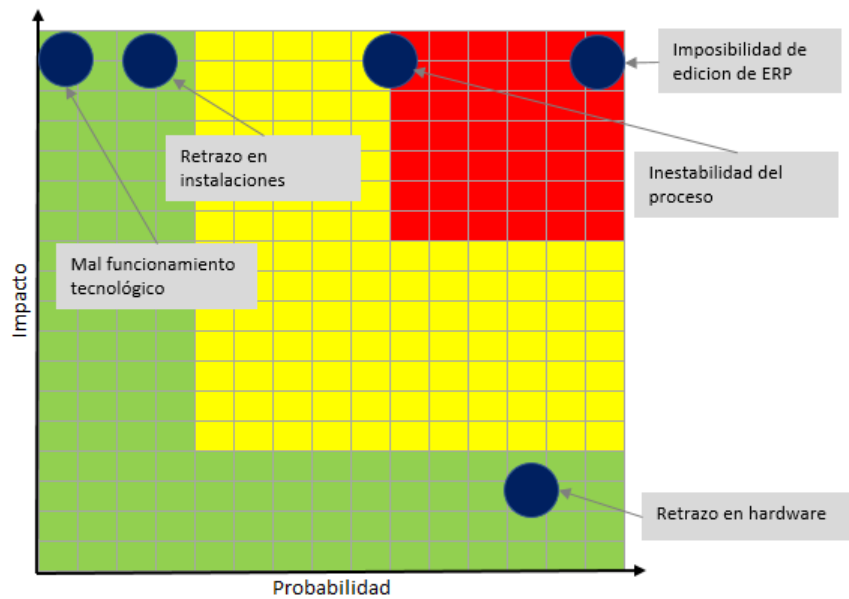 Imposibilidad de
edicion de ERP
Retrazo en
instalaciones
Inestabilidad del
proceso
Mal funcionamiento
tecnológico
Impacto
Retrazo en hardware
Probabilidad